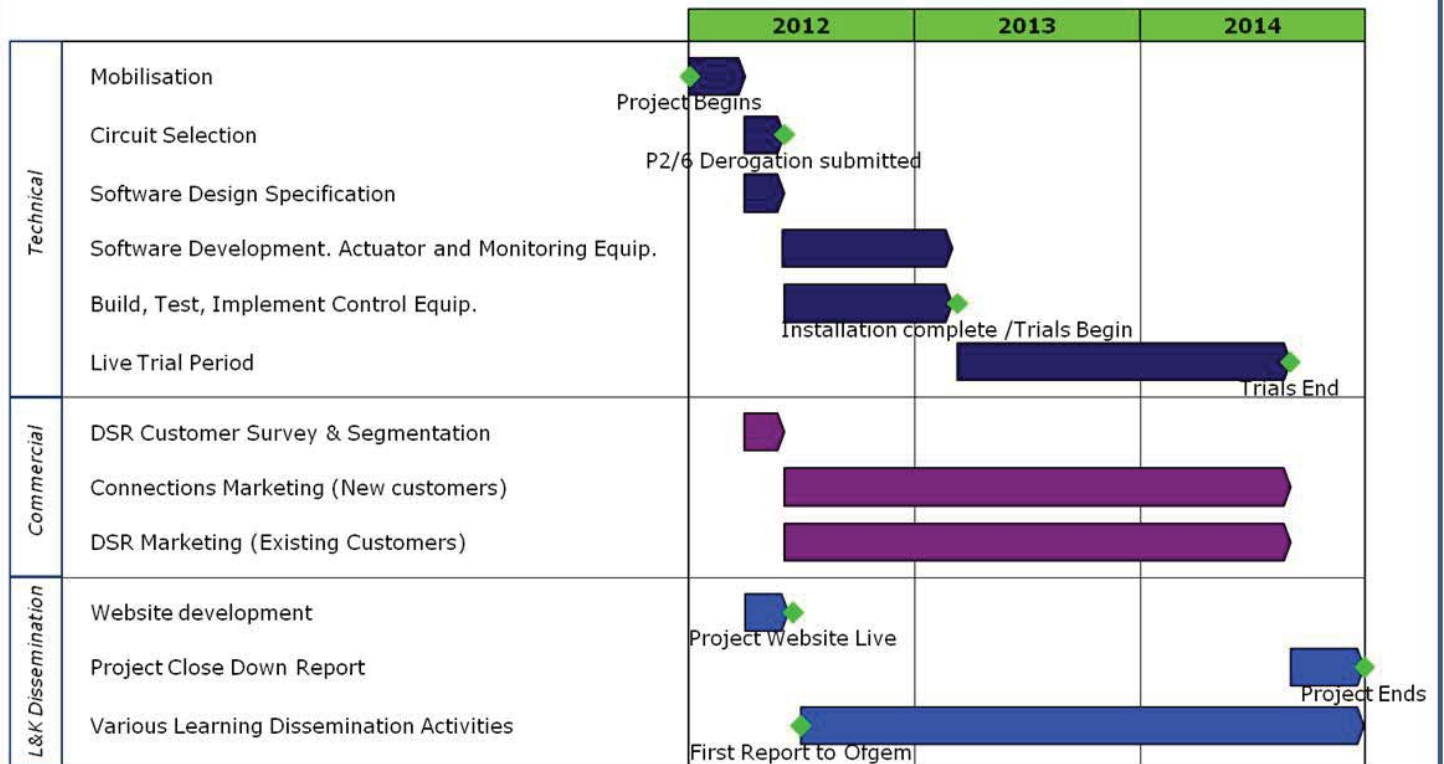 2012 2013 2014
Technical
Mobilisation
Project Begins
Circuit Selection
P2/6 Derogation submitted
Software Design Specification
Software Development. Actuator and Monitoring Equip.
Build, Test, Implement Control Equip.
Installation complete /Trials Begin
Live Trial Period
Trials End
Commercial
DSR Customer Survey & Segmentation
Connections Marketing (New customers)
DSR Marketing (Existing Customers)
L&K Dissemination
Website development
Project Website Live
Project Close Down Report
Project Ends
Various Learning Dissemination Activities
First Report to Ofgem